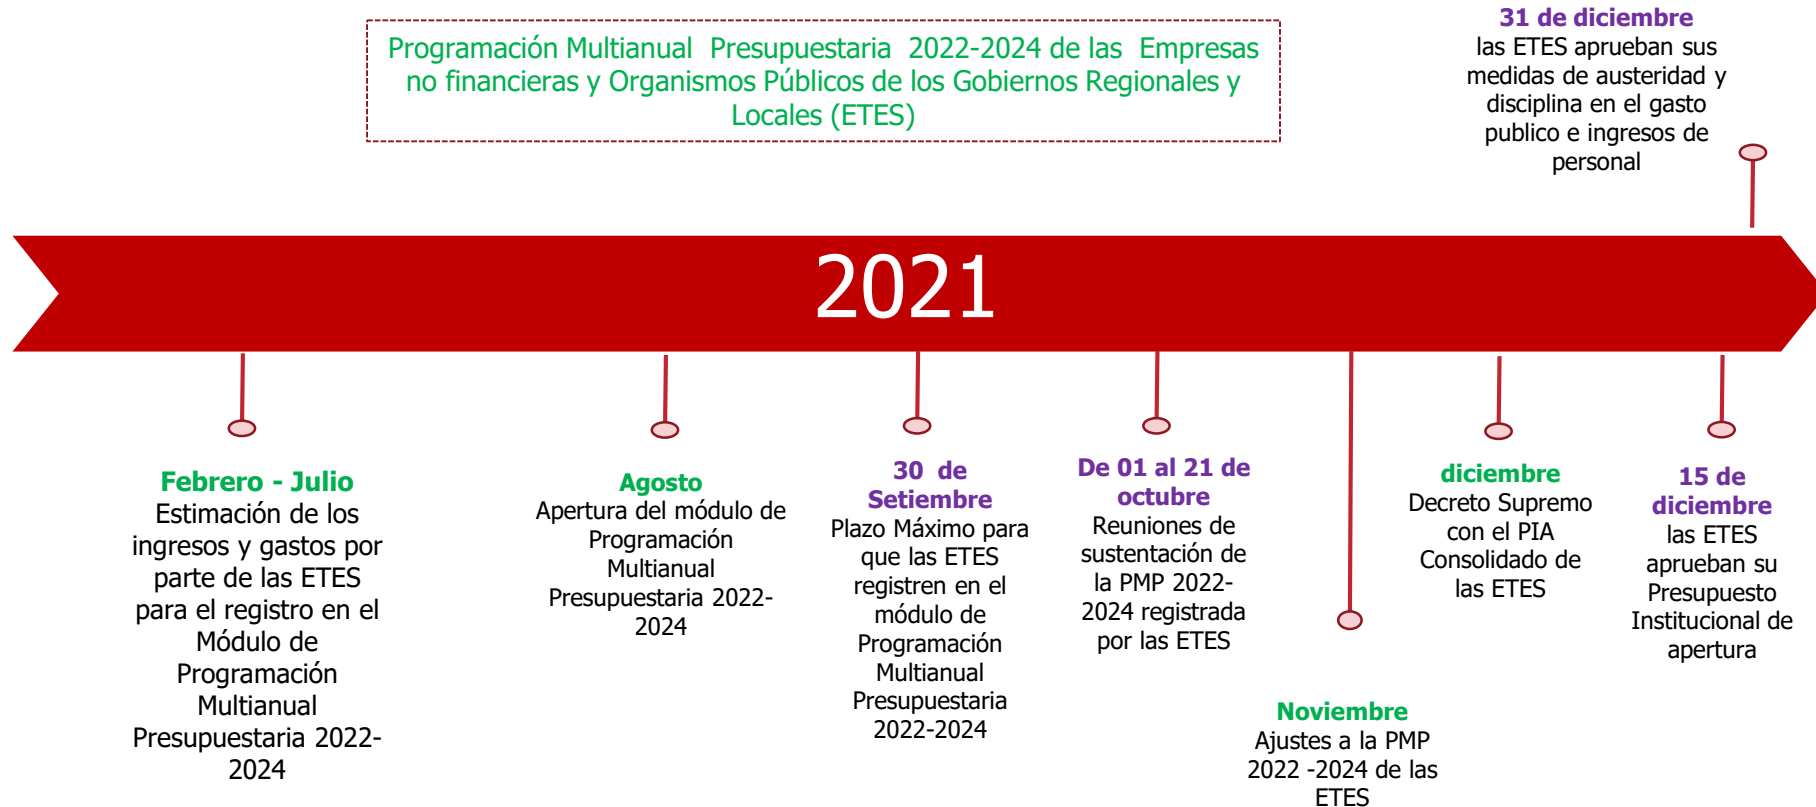 Programación Multianual Presupuestaria 2022-2024 de las Empresas
no financieras y Organismos Públicos de los Gobiernos Regionales y
Locales (ETES)
31 de diciembre
las ETES aprueban sus
medidas de austeridad y
disciplina en el gasto
publico e ingresos de
personal
2021
Febrero - Julio
Estimación de los
ingresos y gastos por
parte de las ETES
para el registro en el
Módulo de
Programación
Multianual
Presupuestaria 2022-
2024
Agosto
Apertura del módulo de
Programación
Multianual
Presupuestaria 2022-
2024
30 de
Setiembre
Plazo Máximo para
que las ETES
registren en el
módulo de
Programación
Multianual
Presupuestaria
2022-2024
De 01 al 21 de
octubre
Reuniones de
sustentación de
la PMP 2022-
2024 registrada
por las ETES
Noviembre
Ajustes a la PMP
2022 -2024 de las
ETES
diciembre
Decreto Supremo
con el PIA
Consolidado de
las ETES
15 de
diciembre
las ETES
aprueban su
Presupuesto
Institucional de
apertura